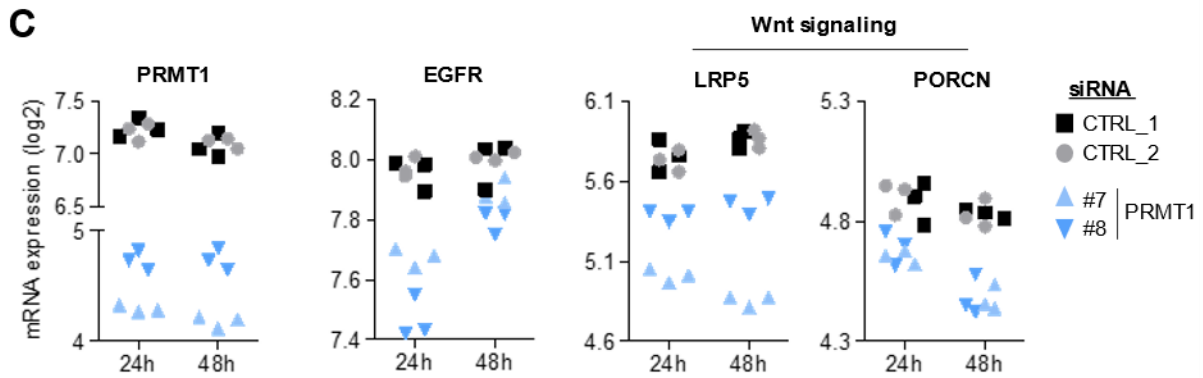 C
Wnt signaling
PRMT1
EGFR
LRP5
PORCN
mRNA expression (log2)
7.5
7.0
6.5
5
4
24h
48h
8.2
8.0
7.8
7.6
7.4
24h
48h
6.1
5.6
5.1
4.6
24h
48h
5.3
4.8
4.3
24h
48h
siRNA
CTRL_1
CTRL_2
#7
#8
PRMT1